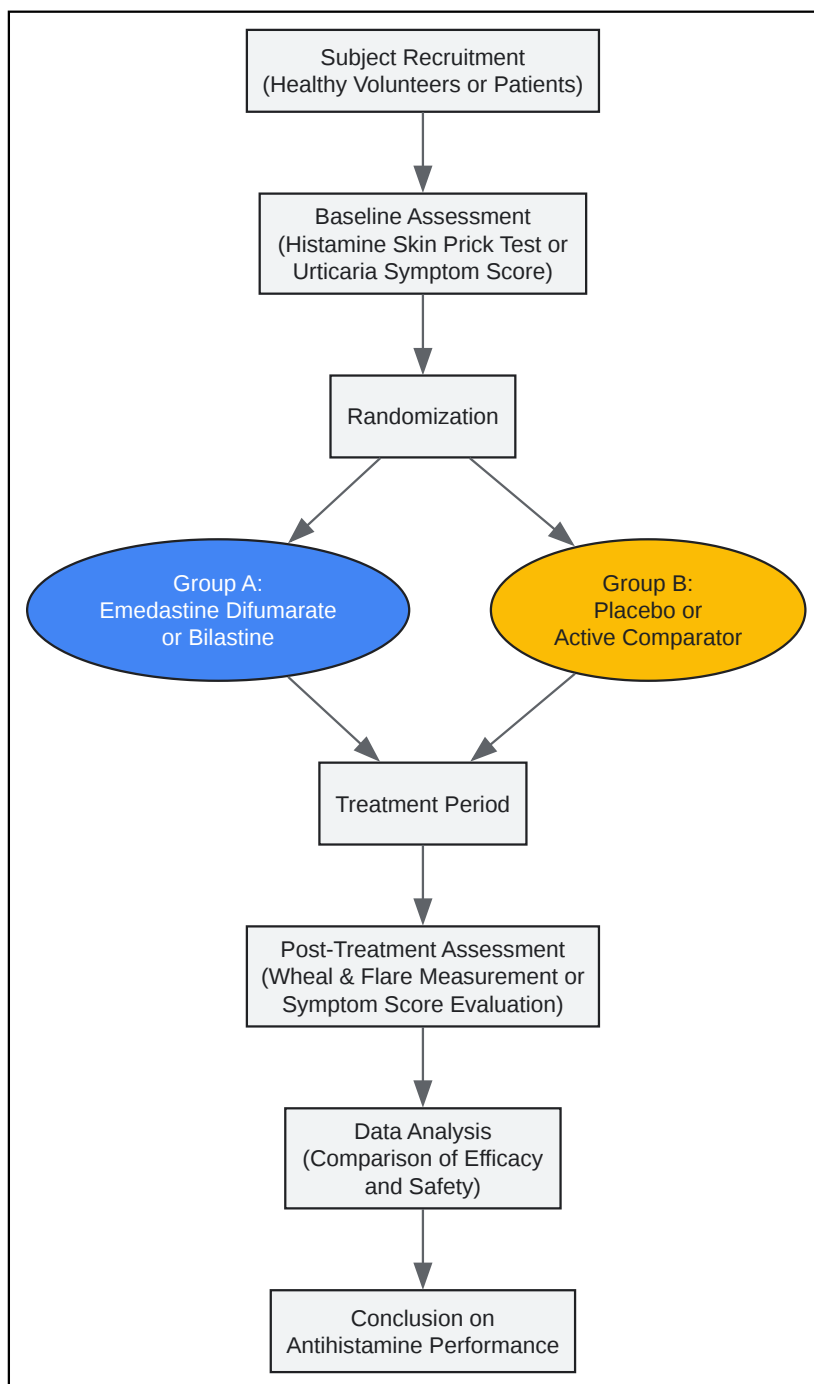 Subject Recruitment
(Healthy Volunteers or Patients)
Baseline Assessment
(Histamine Skin Prick Test or
Urticaria Symptom Score)
Randomization
Group A:
Emedastine Difumarate
or Bilastine
Group B:
Placebo or
Active Comparator
Treatment Period
Post-Treatment Assessment
(Wheal & Flare Measurement or
Symptom Score Evaluation)
Data Analysis
(Comparison of Efficacy
and Safety)
Conclusion on
Antihistamine Performance